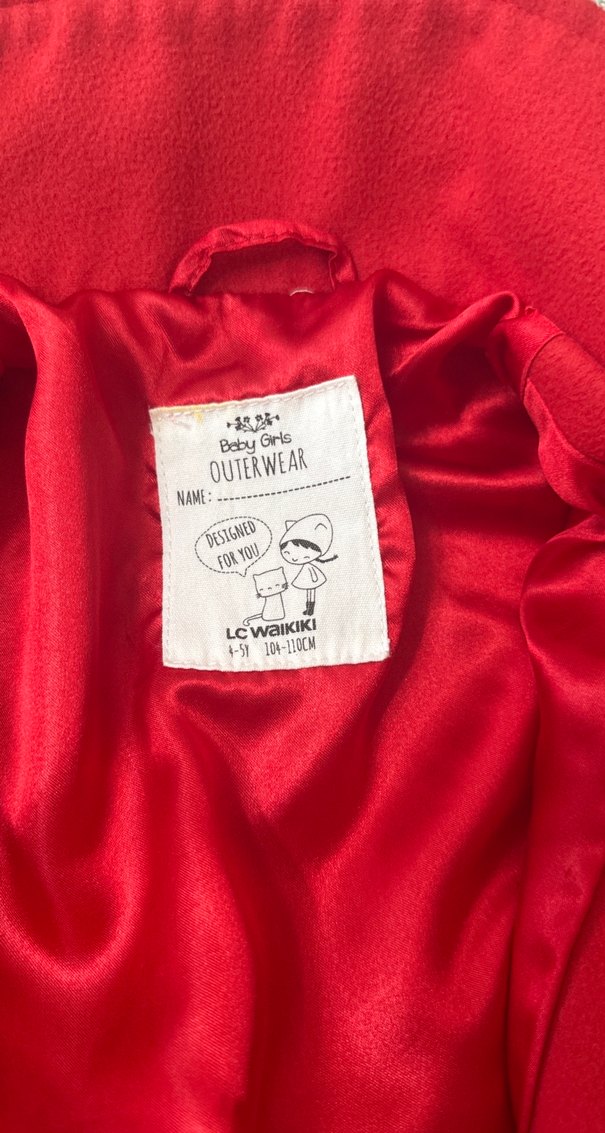 Baby Girls
OUTERWEAR
NAME: --------------------
DESIGNED
FOR YOU
LC WAIKIKI
4-5Y 104-110CM